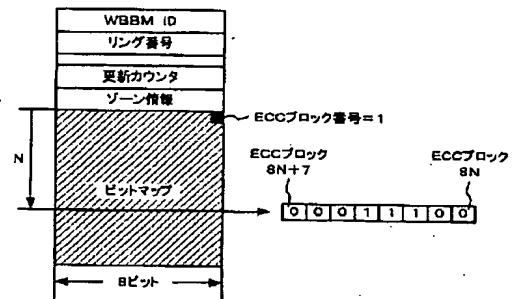 WBBM ID
リング番号
更新カウンタ
ゾーン情報
ECCブロック番号=1
N
ECCブロック
8N+7
ECCブロック
8N
ビットマップ
0 0 0 1 1 1 0 0
8ビット